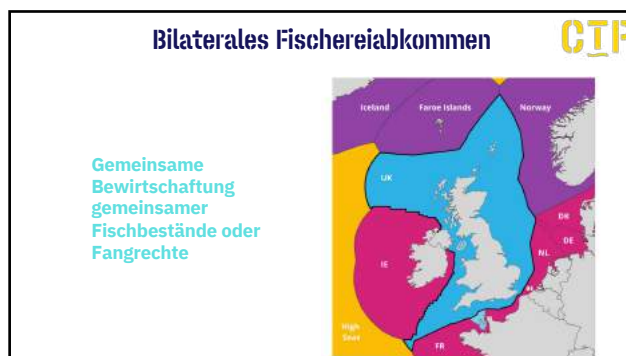 Bilaterales Fischereiabkommen
CTF
Gemeinsame
Bewirtschaftung
gemeinsamer
Fischbestände oder
Fangrechte
Iceland
Faroe Islands
Norway
UK
DK
DE
NL
IE
High
Seas
FR